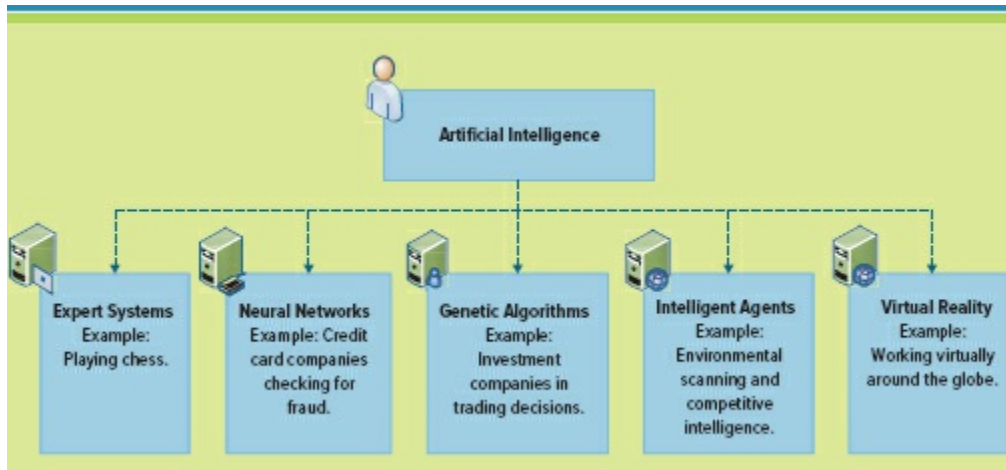 Artificial Intelligence
Expert Systems
Example:
Playing chess.
Neural Networks
Example: Credit
card companies
checking for
fraud.
Genetic Algorithms
Example:
Investment
companies in
trading decisions.
Intelligent Agents
Example:
Environmental
scanning and
competitive
intelligence.
Virtual Reality
Example:
Working virtually
around the globe.